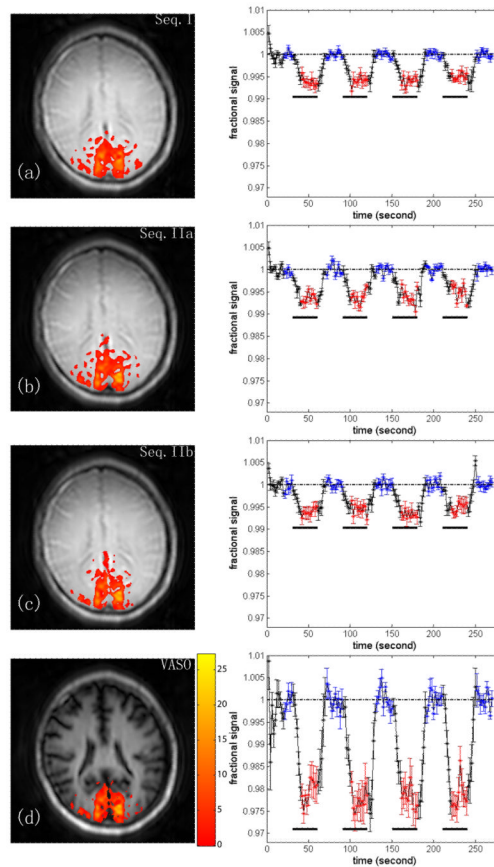 Seq. I
(a)
fractional signal
1.01
1.005
1
0.995
0.99
0.985
0.98
0.975
0.97
0 50 100 150 200 250
time (second)
Seq. IIa
(b)
fractional signal
1.01
1.005
1
0.995
0.99
0.985
0.98
0.975
0.97
0 50 100 150 200 250
time (second)
Seq. IIb
(c)
fractional signal
1.01
1.005
1
0.995
0.99
0.985
0.98
0.975
0.97
0 50 100 150 200 250
time (second)
VASO
(d)
25
20
15
10
5
0
fractional signal
1.01
1.005
1
0.995
0.99
0.985
0.98
0.975
0.97
0 50 100 150 200 250
time (second)